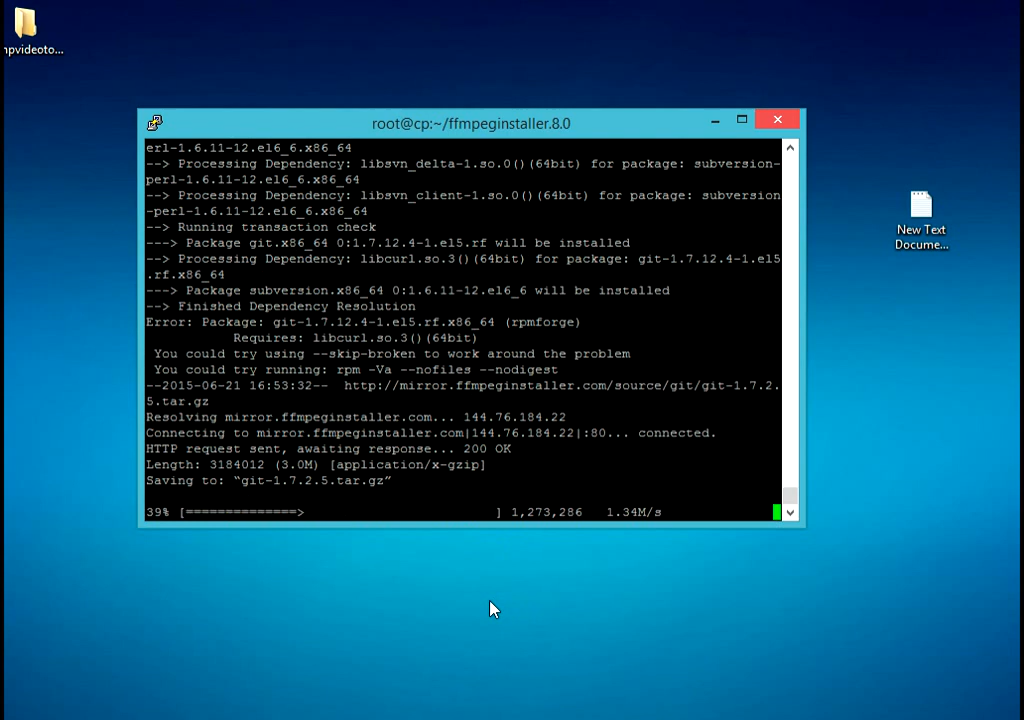 npvideoto...
root@cp:~/ffmpeginstaller.8.0
erl-1.6.11-12.el6_6.x86_64
--> Processing Dependency: libsvn_delta-1.so.0()(64bit) for package: subversion-
perl-1.6.11-12.el6_6.x86_64
--> Processing Dependency: libsvn_client-1.so.0()(64bit) for package: subversion
-perl-1.6.11-12.el6_6.x86_64
--> Running transaction check
---> Package git.x86_64 0:1.7.12.4-1.el5.rf will be installed
--> Processing Dependency: libcurl.so.3()(64bit) for package: git-1.7.12.4-1.el5
.rf.x86_64
---> Package subversion.x86_64 0:1.6.11-12.el6_6 will be installed
--> Finished Dependency Resolution
Error: Package: git-1.7.12.4-1.el5.rf.x86_64 (rpmforge)
Requires: libcurl.so.3()(64bit)
You could try using --skip-broken to work around the problem
You could try running: rpm -Va --nofiles --nodigest
--2015-06-21 16:53:32--  http://mirror.ffmpeginstaller.com/source/git/git-1.7.2.
5.tar.gz
Resolving mirror.ffmpeginstaller.com... 144.76.184.22
Connecting to mirror.ffmpeginstaller.com|144.76.184.22|:80... connected.
HTTP request sent, awaiting response... 200 OK
Length: 3184012 (3.0M) [application/x-gzip]
Saving to: “git-1.7.2.5.tar.gz”
39% [==============>                         ] 1,273,286   1.34M/s
New Text
Docume...